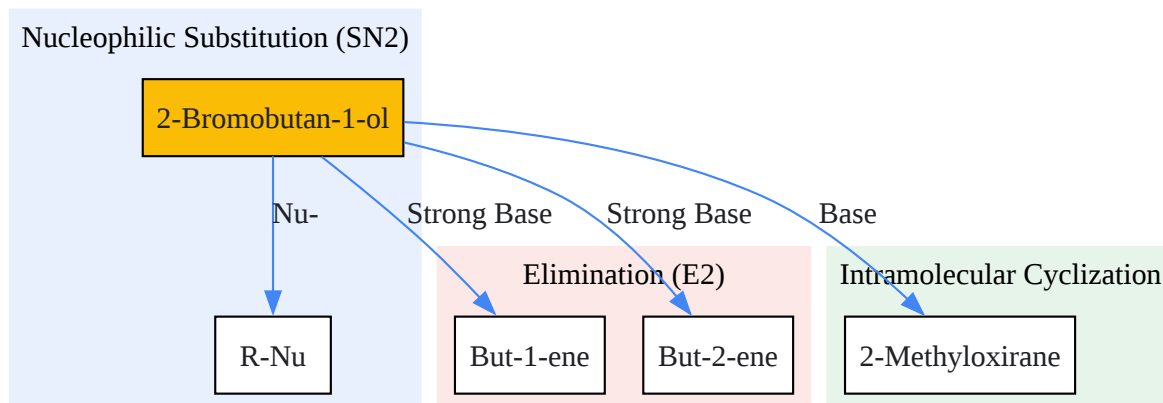 Nucleophilic Substitution (SN2)
2-Bromobutan-1-ol
Nu-
Strong Base
Strong Base
Base
Elimination (E2)
Intramolecular Cyclization
R-Nu
But-1-ene
But-2-ene
2-Methyloxirane